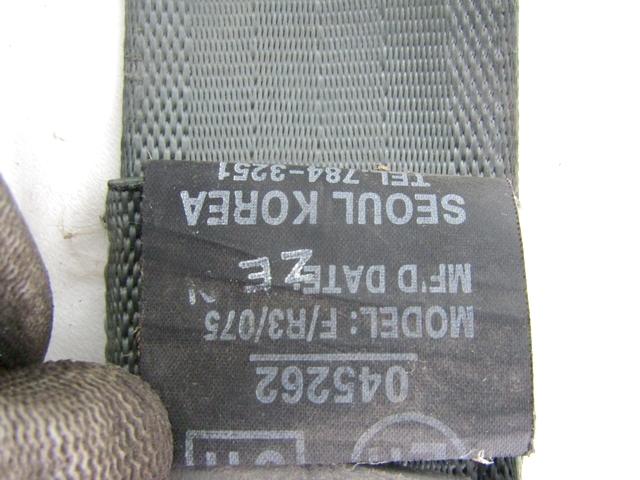 045262
MODEL: F/R3/075
MF'D DATE:
SEOUL KOREA
TEL 784-3251